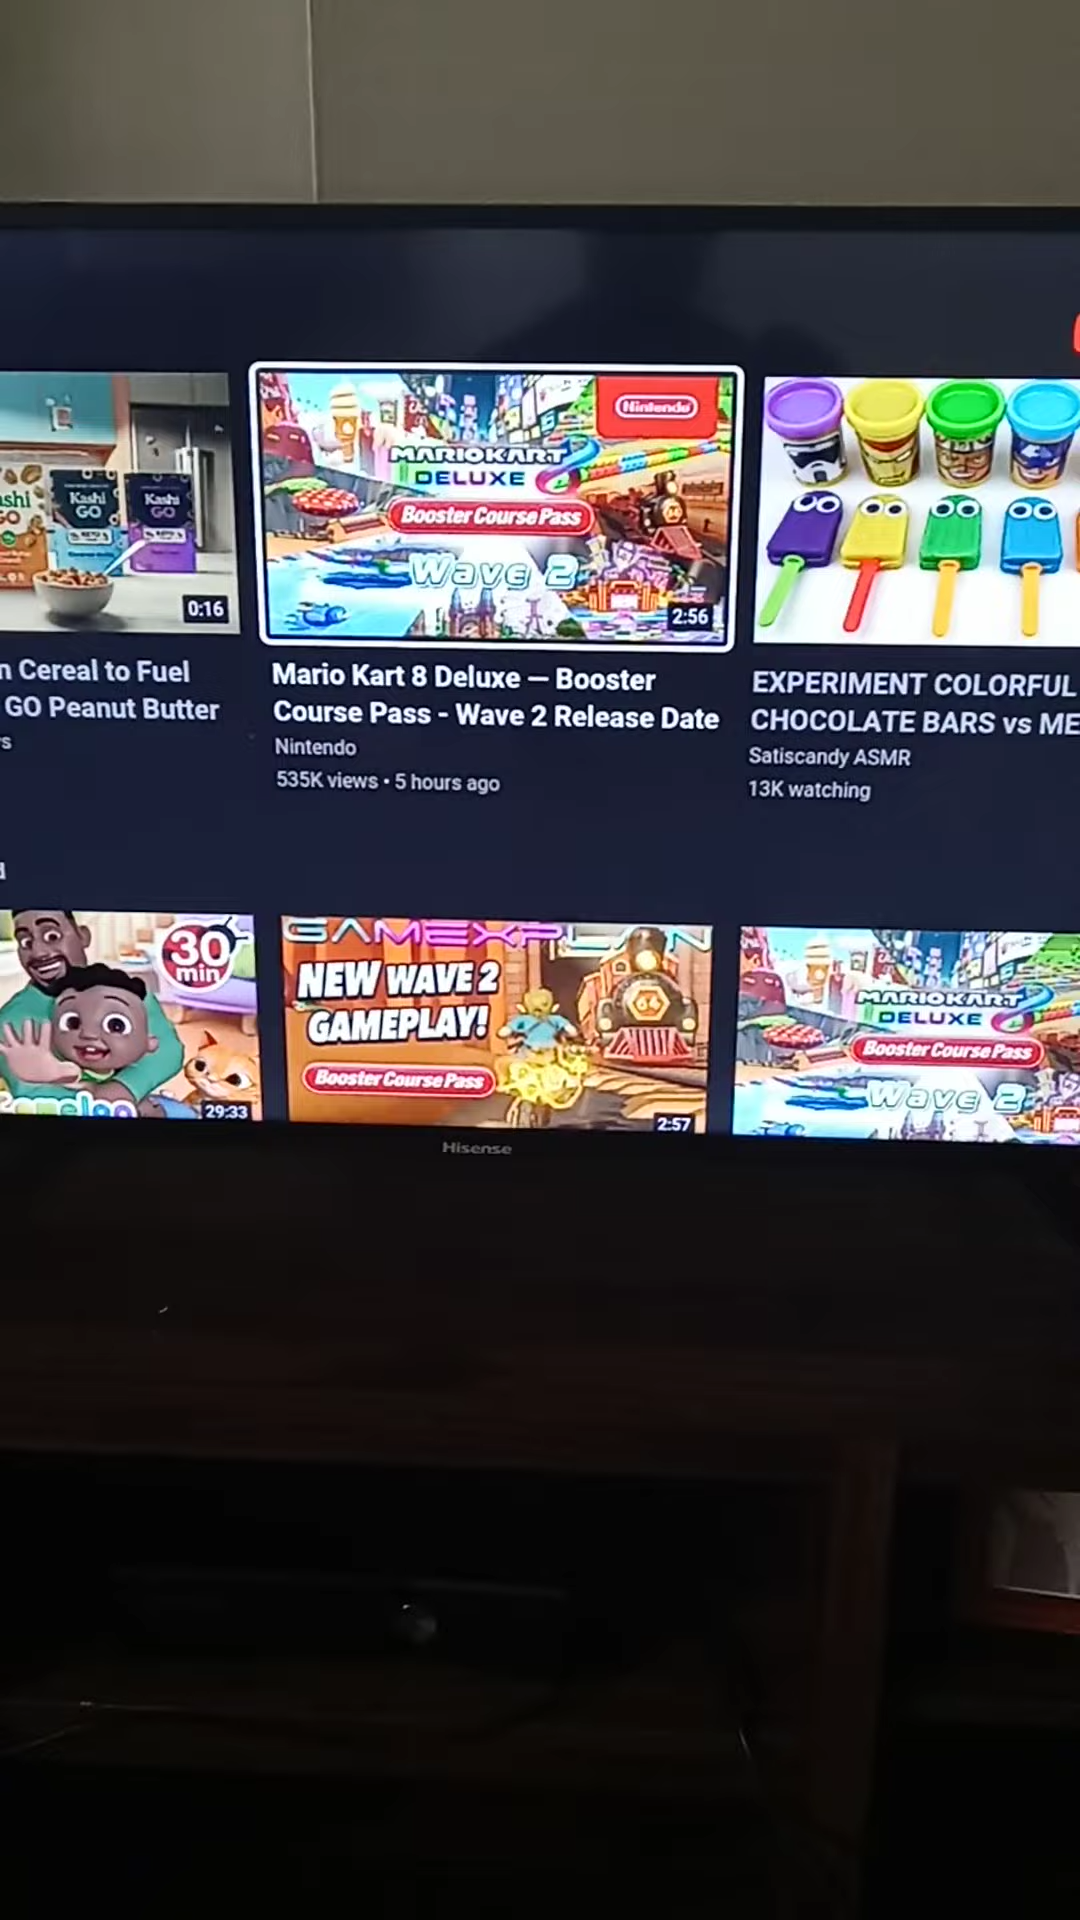 Nintendo
MARIOKART 8
DELUXE
Booster Course Pass
Wave 2
Kashi
GO
Kashi
GO
0:16
2:56
n Cereal to Fuel
GO Peanut Butter
Mario Kart 8 Deluxe — Booster
Course Pass - Wave 2 Release Date
Nintendo
535K views • 5 hours ago
EXPERIMENT COLORFUL
CHOCOLATE BARS vs ME
Satiscandy ASMR
13K watching
30
min
29:33
GAMEXPLAIN
NEW WAVE 2
GAMEPLAY!
Booster Course Pass
2:57
MARIOKART 8
DELUXE
Booster Course Pass
Wave 2
Hisense